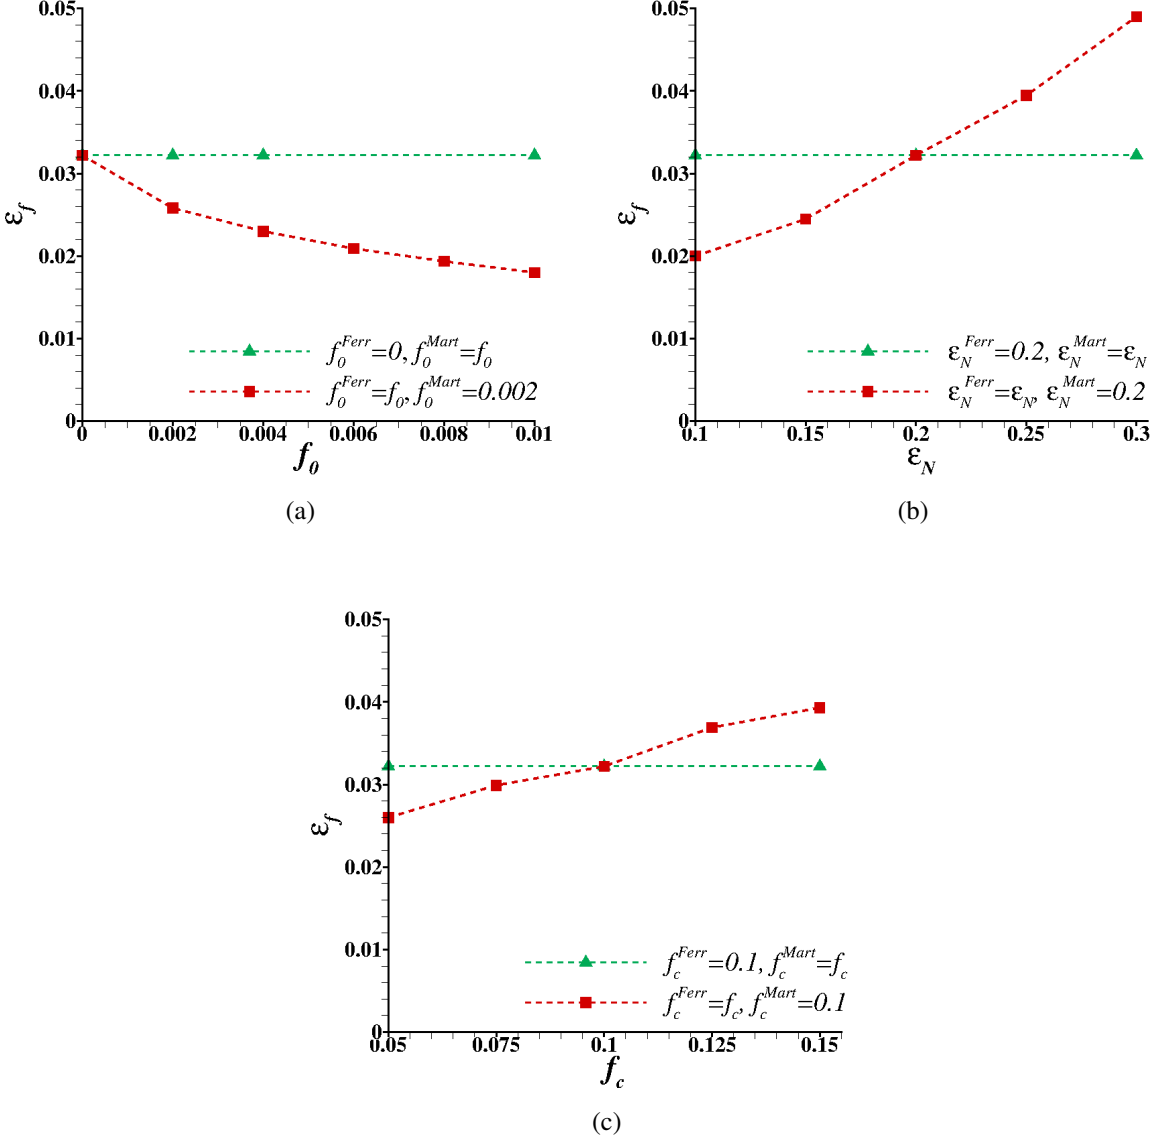 0.05
0.04
0.03
0.02
0.01
0
ε_f
f_0^Ferr=0, f_0^Mart=f_0
f_0^Ferr=f_0, f_0^Mart=0.002
0 0.002 0.004 0.006 0.008 0.01
f_0
(a)
0.05
0.04
0.03
0.02
0.01
0
ε_f
ε_N^Ferr=0.2, ε_N^Mart=ε_N
ε_N^Ferr=ε_N, ε_N^Mart=0.2
0.1 0.15 0.2 0.25 0.3
ε_N
(b)
0.05
0.04
0.03
0.02
0.01
0
ε_f
f_c^Ferr=0.1, f_c^Mart=f_c
f_c^Ferr=f_c, f_c^Mart=0.1
0.05 0.075 0.1 0.125 0.15
f_c
(c)